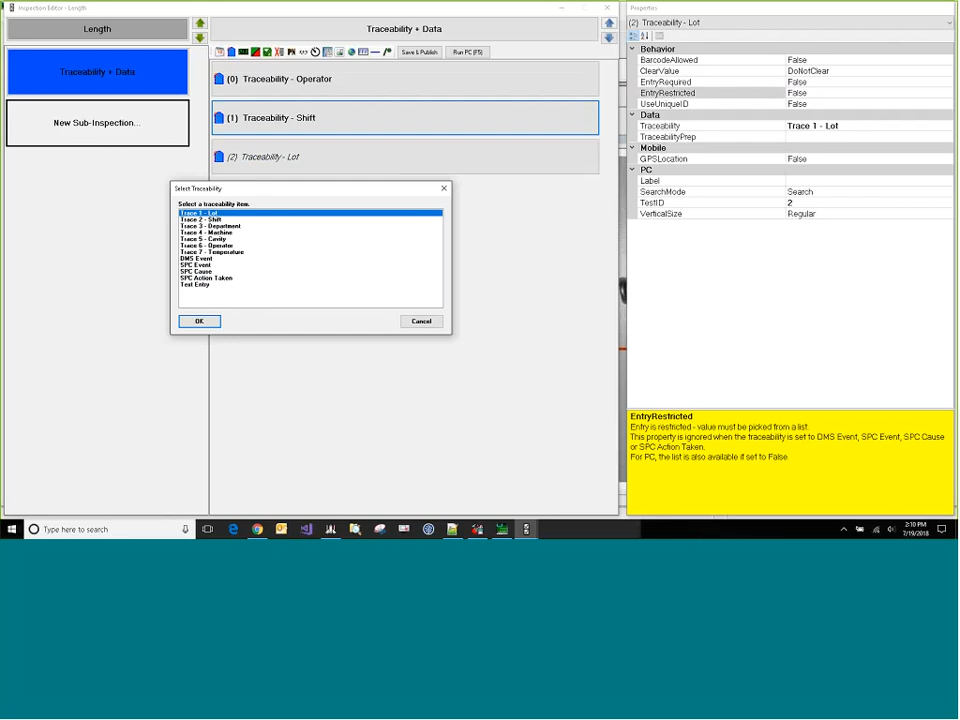 Inspection Editor - Length
Properties
Length
Traceability + Data
(2) Traceability - Lot
Save & Publish
Run PC (F5)
Traceability + Data
New Sub-Inspection...
(0) Traceability - Operator
(1) Traceability - Shift
(2) Traceability - Lot
Behavior
BarcodeAllowed False
ClearValue DoNotClear
EntryRequired False
EntryRestricted False
UseUniqueID False
Data
Traceability Trace 1 - Lot
TraceabilityPrep
Mobile
GPSLocation False
PC
Label
SearchMode Search
TestID 2
VerticalSize Regular
Select Traceability
Select a traceability item.
Trace 1 - Lot
Trace 2 - Shift
Trace 3 - Department
Trace 4 - Machine
Trace 5 - Cavity
Trace 6 - Operator
Trace 7 - Temperature
DMS Event
SPC Event
SPC Cause
SPC Action Taken
Text Entry
OK
Cancel
EntryRestricted
Entry is restricted - value must be picked from a list.
This property is ignored when the traceability is set to DMS Event, SPC Event, SPC Cause
or SPC Action Taken.
For PC, the list is also available if set to False
Type here to search
2:10 PM
7/19/2018